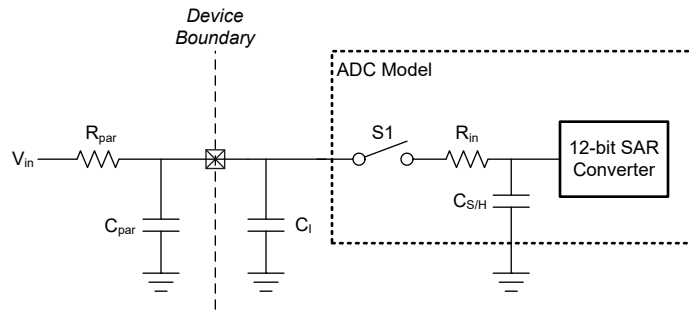 Device
Boundary
ADC Model
Rpar
S1
Rin
Vin
12-bit SAR
Converter
Cpar
CI
CS/H